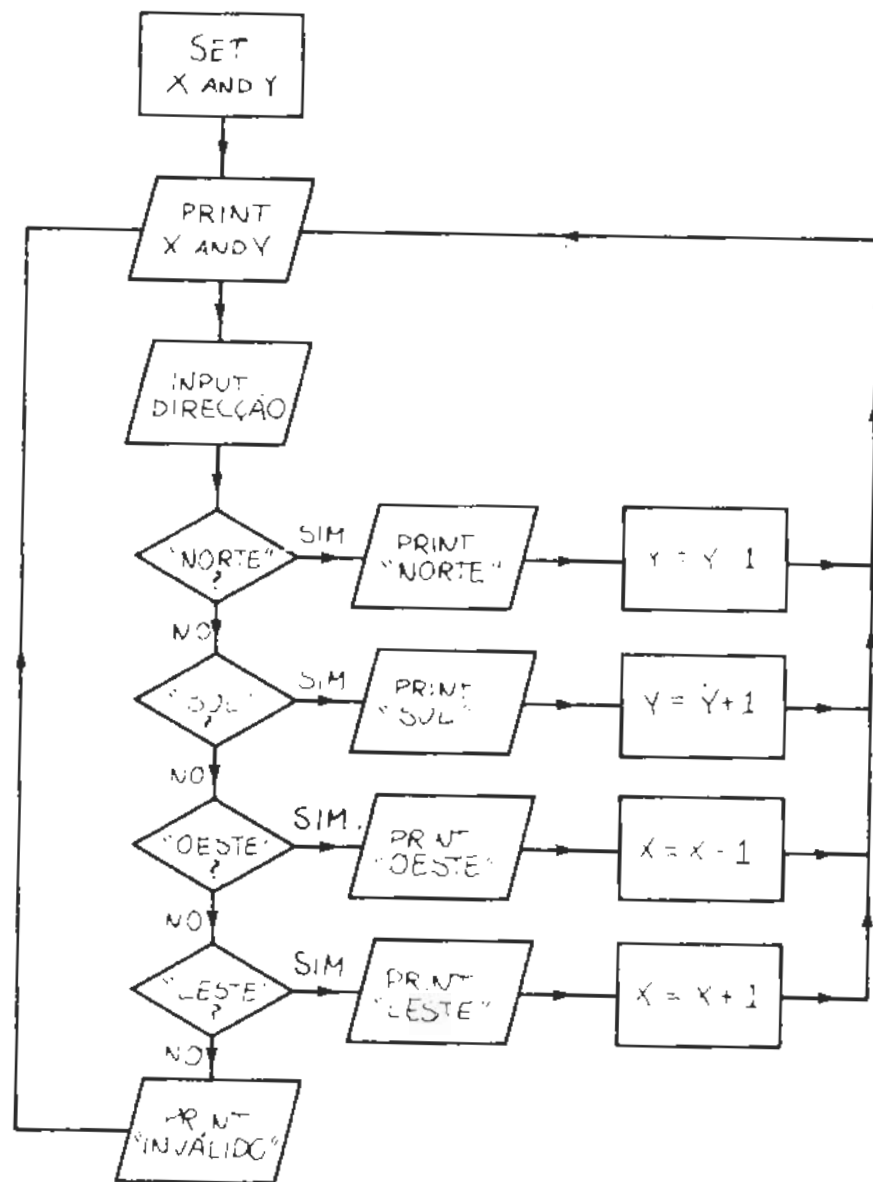 SET
X AND Y
PRINT
X AND Y
INPUT
DIRECÇÃO
"NORTE"
?
SIM
PRINT
"NORTE"
Y = Y - 1
NO
"SUL"
?
SIM
PRINT
"SUL"
Y = Y + 1
NO
"OESTE"
?
SIM
PRINT
"OESTE"
X = X - 1
NO
"LESTE"
?
SIM
PRINT
"LESTE"
X = X + 1
NO
PRINT
"INVÁLIDO"